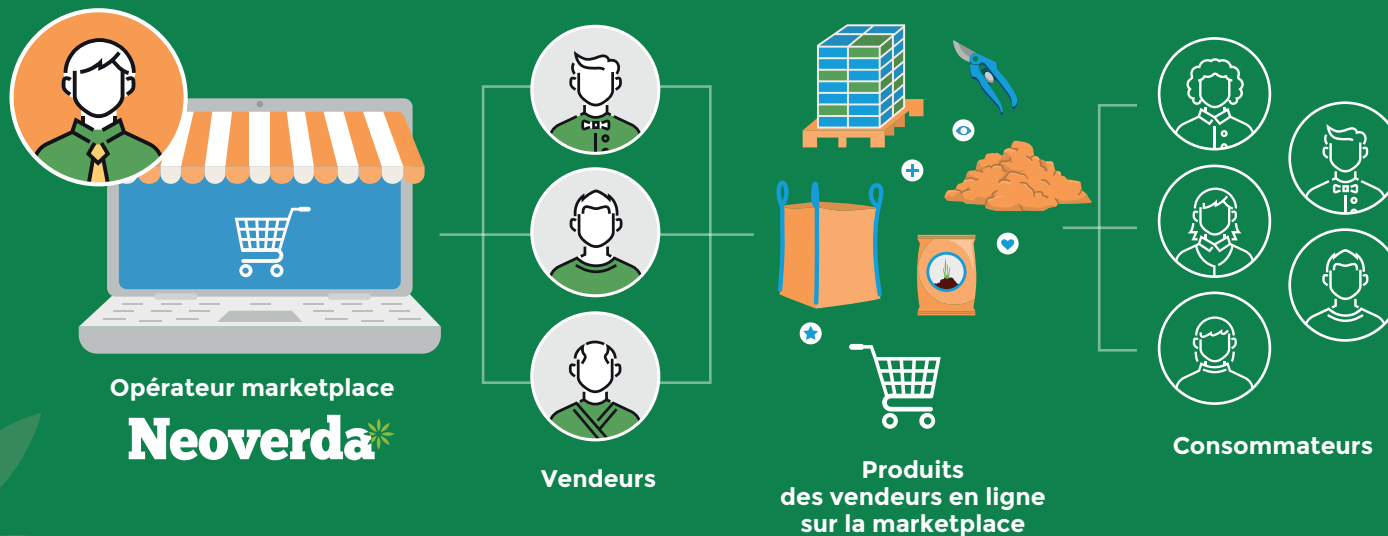 Opérateur marketplace
Neoverda
Vendeurs
Produits
des vendeurs en ligne
sur la marketplace
Consommateurs